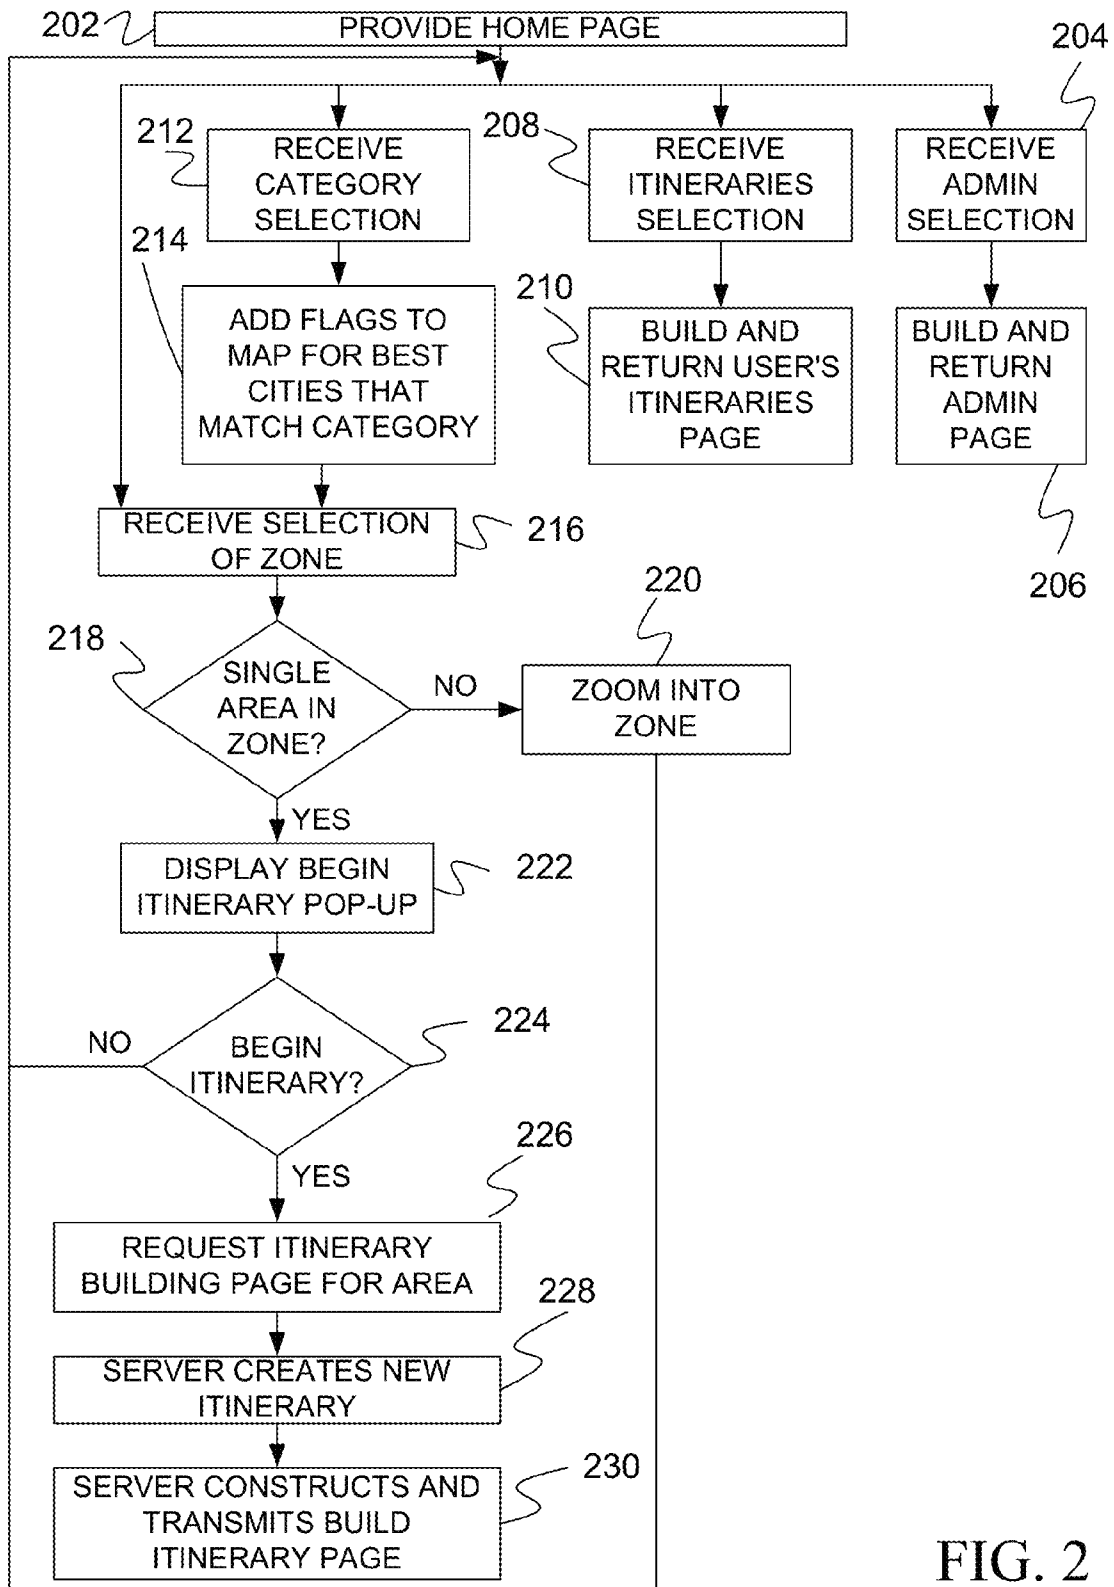 202
PROVIDE HOME PAGE
204
212
RECEIVE
CATEGORY
SELECTION
208
RECEIVE
ITINERARIES
SELECTION
RECEIVE
ADMIN
SELECTION
214
ADD FLAGS TO
MAP FOR BEST
CITIES THAT
MATCH CATEGORY
210
BUILD AND
RETURN USER'S
ITINERARIES
PAGE
BUILD AND
RETURN
ADMIN
PAGE
RECEIVE SELECTION
OF ZONE
216
206
218
SINGLE
AREA IN
ZONE?
NO
220
ZOOM INTO
ZONE
YES
DISPLAY BEGIN
ITINERARY POP-UP
222
NO
BEGIN
ITINERARY?
224
YES
226
REQUEST ITINERARY
BUILDING PAGE FOR AREA
228
SERVER CREATES NEW
ITINERARY
SERVER CONSTRUCTS AND
TRANSMITS BUILD
ITINERARY PAGE
230
FIG. 2